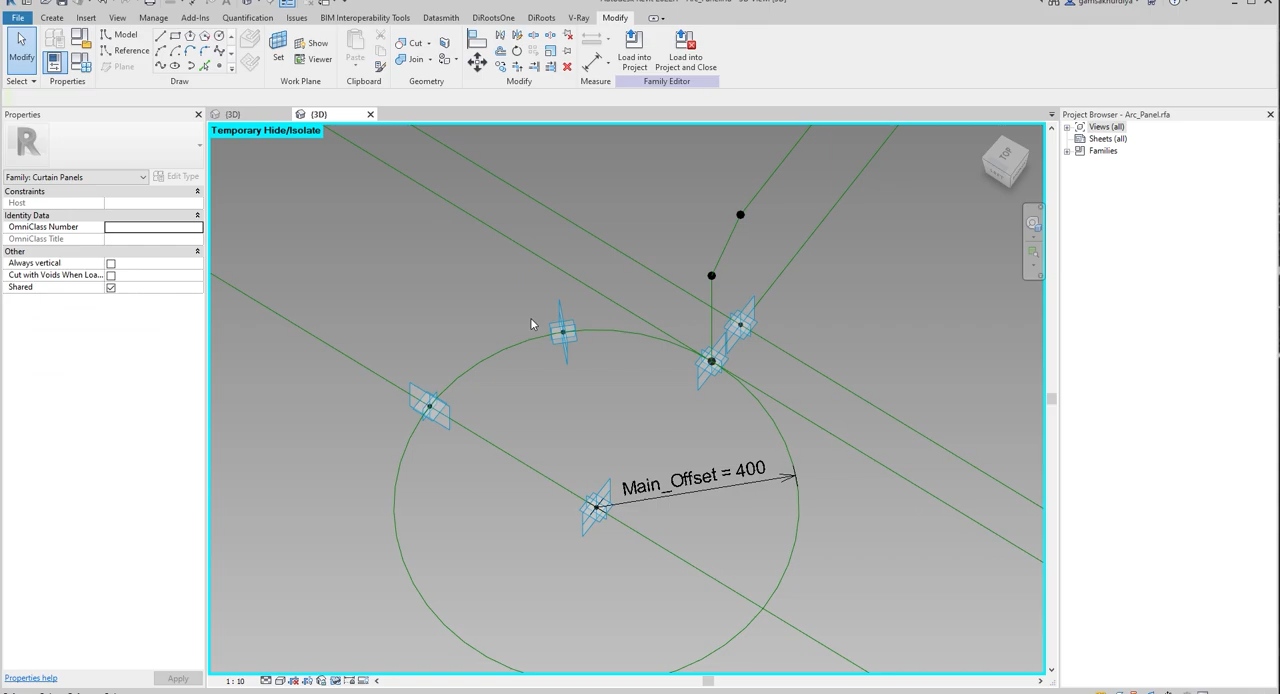 File Create Insert View Manage Add-Ins Quantification Issues BIM Interoperability Tools Datasmith DiRootsOne DiRoots V-Ray Modify
Modify
Select
Properties
Model
Reference
Plane
Draw
Set
Show
Viewer
Work Plane
Paste
Clipboard
Cut
Join
Geometry
Modify
Measure
Load into Project
Load into Project and Close
Family Editor
Properties
Family: Curtain Panels
Edit Type
Constraints
Host
Identity Data
OmniClass Number
OmniClass Title
Other
Always vertical
Cut with Voids When Loa...
Shared
Properties help
Apply
{3D}
{3D}
Temporary Hide/Isolate
TOP
Main_Offset = 400
1 : 10
Project Browser - Arc_Panel.rfa
Views (all)
Sheets (all)
Families